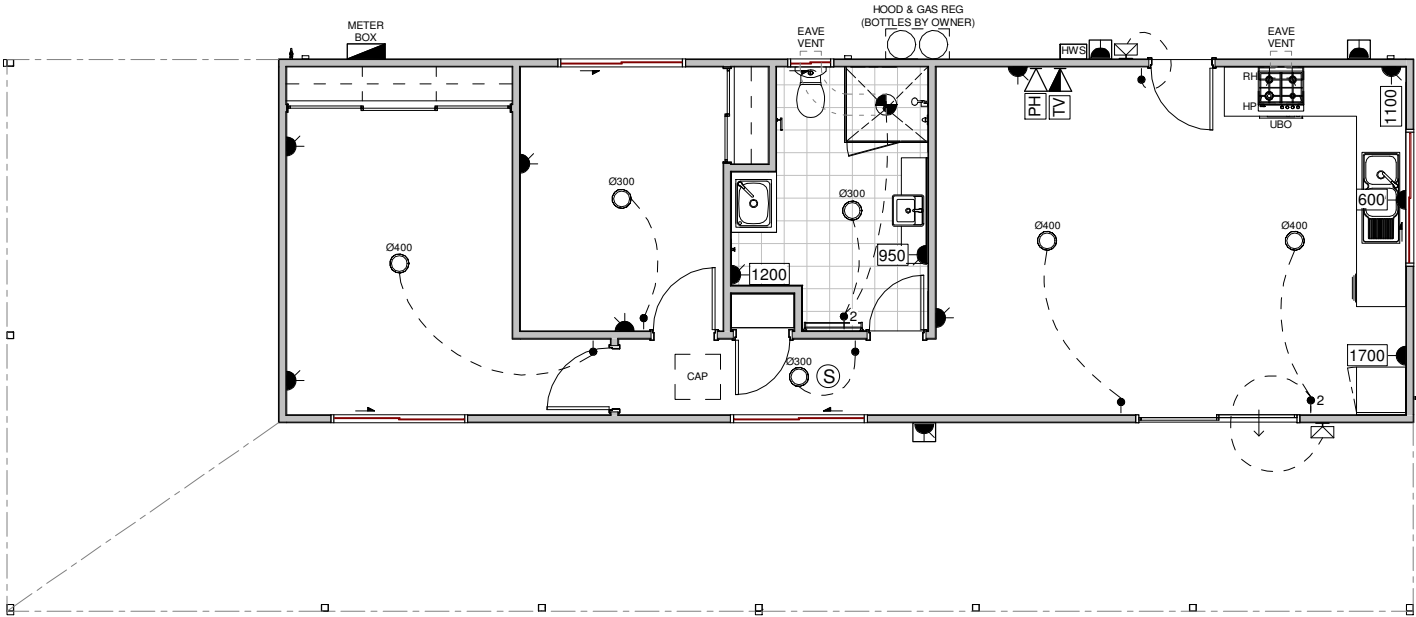 METER
BOX
EAVE
VENT
HOOD & GAS REG
(BOTTLES BY OWNER)
HWS
EAVE
VENT
RH
HP
UBO
PH
TV
1100
600
Ø300
Ø300
Ø400
Ø400
Ø400
950
1200
2
CAP
Ø300
S
1700
2